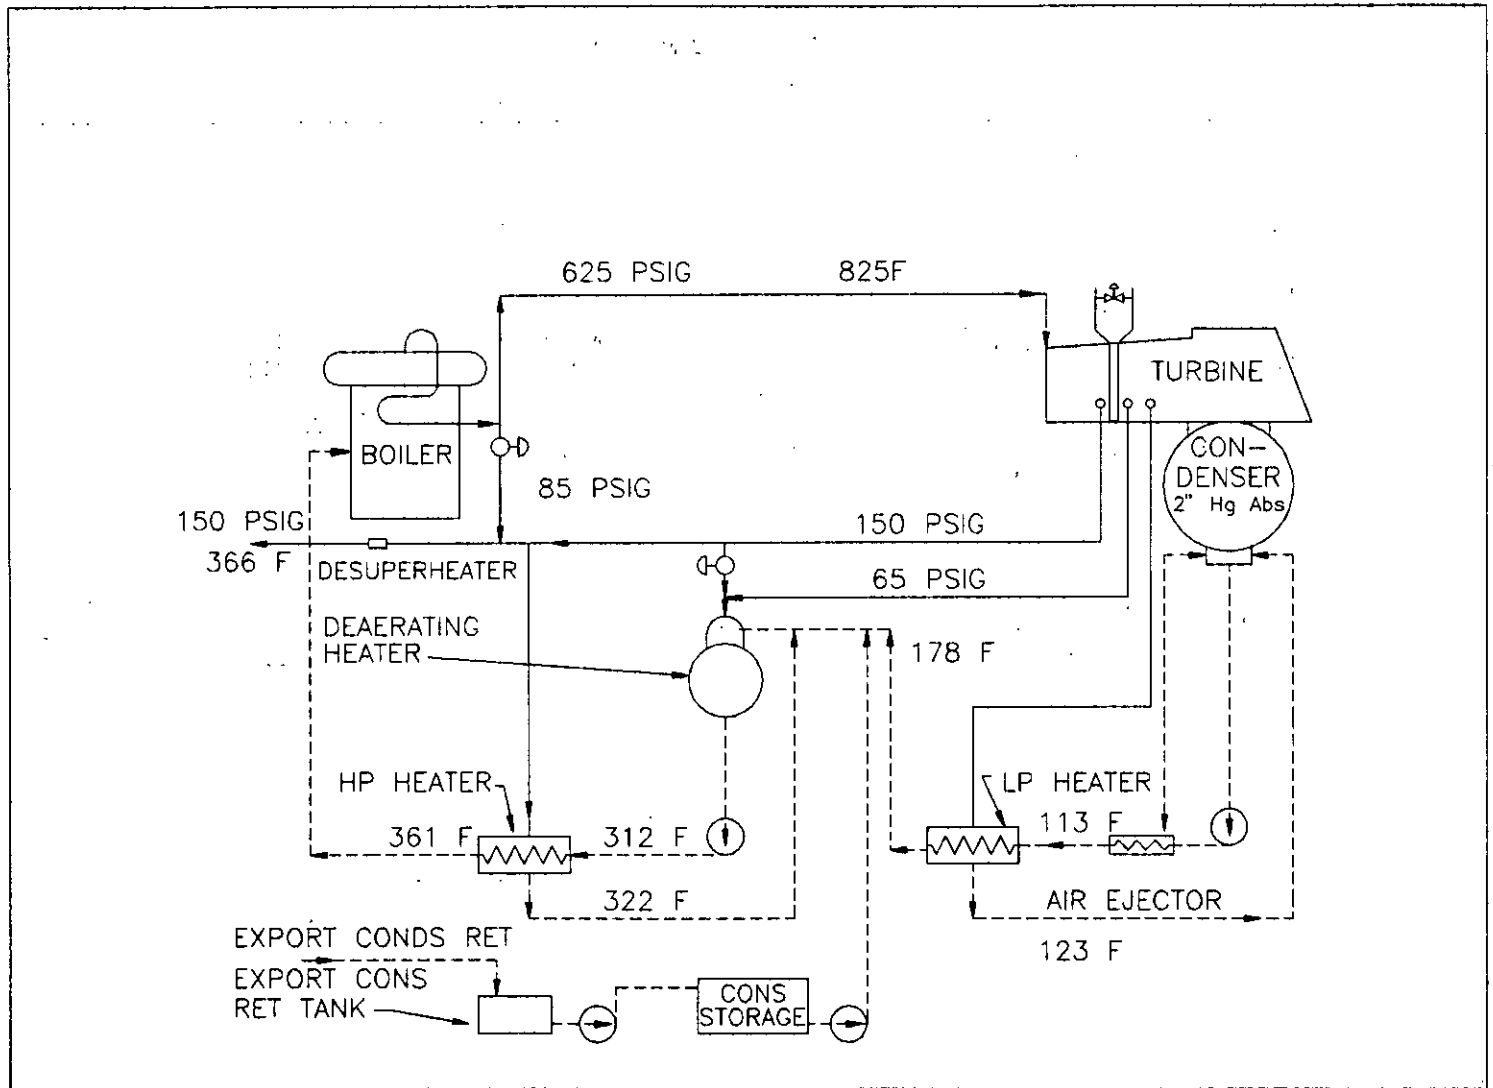 625 PSIG 825F
TURBINE
BOILER
CON-
DENSER
2" Hg Abs
85 PSIG
150 PSIG
366 F
150 PSIG
DESUPERHEATER
65 PSIG
DEAERATING
HEATER
178 F
HP HEATER
LP HEATER
361 F
312 F
113 F
322 F
AIR EJECTOR
123 F
EXPORT CONDS RET
EXPORT CONS
RET TANK
CONS
STORAGE